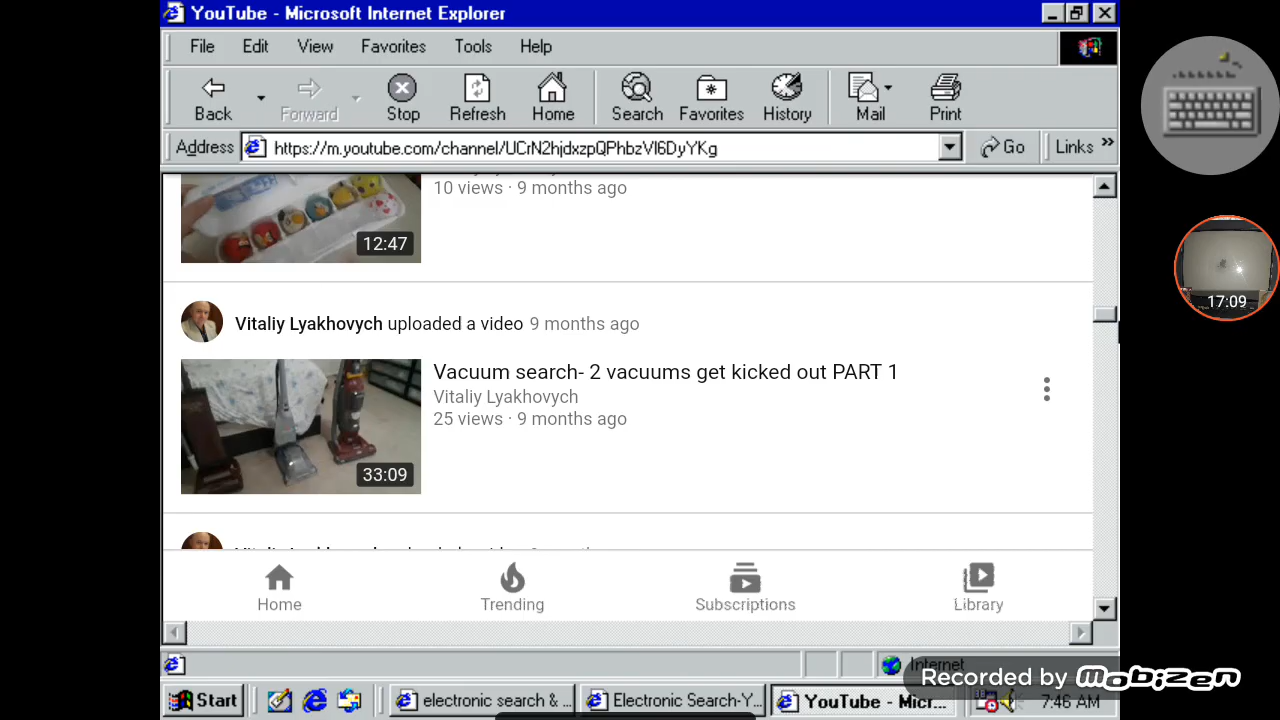 YouTube - Microsoft Internet Explorer
File Edit View Favorites Tools Help
Back Forward Stop Refresh Home Search Favorites History Mail Print
Address https://m.youtube.com/channel/UCrN2hjdxzpQPhbzVl6DyYKg Go Links »
10 views · 9 months ago
12:47
Vitaliy Lyakhovych uploaded a video 9 months ago
Vacuum search- 2 vacuums get kicked out PART 1
Vitaliy Lyakhovych
25 views · 9 months ago
33:09
Home Trending Subscriptions Library
Internet
Recorded by mobizen
Start electronic search & ... Electronic Search-Y... YouTube - Micr... 7:46 AM
17:09